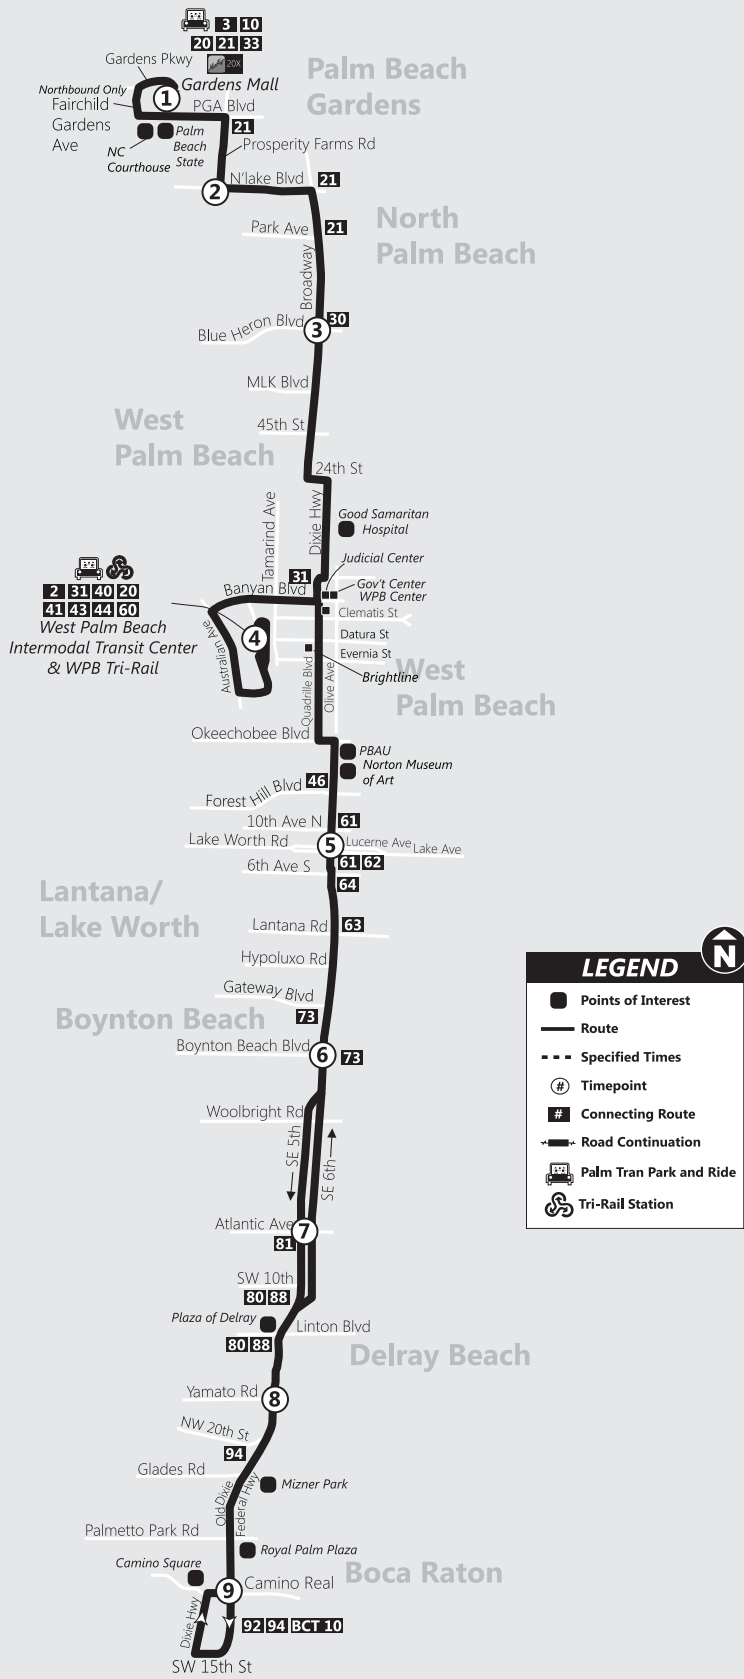 3 10
20 21 33
20X
Gardens Pkwy
Northbound Only
Gardens Mall
Palm Beach
Gardens
1
Fairchild
Gardens
Ave
PGA Blvd
21
NC
Courthouse
Palm
Beach
State
Prosperity Farms Rd
2
N'lake Blvd
21
Park Ave
21
North
Palm Beach
Broadway
30
Blue Heron Blvd
3
MLK Blvd
West
Palm Beach
45th St
24th St
Tamarind Ave
Dixie Hwy
Good Samaritan
Hospital
Judicial Center
31
Banyan Blvd
Gov't Center
WPB Center
2 31 40 20
41 43 44 60
West Palm Beach
Intermodal Transit Center
& WPB Tri-Rail
Clematis St
4
Datura St
Evernia St
Australian Ave
Quadrille Blvd
Olive Ave
Brightline
West
Palm Beach
Okeechobee Blvd
PBAU
Norton Museum
of Art
46
Forest Hill Blvd
10th Ave N
61
Lake Worth Rd
5
Lucerne Ave
Lake Ave
61 62
6th Ave S
64
Lantana/
Lake Worth
Lantana Rd
63
Hypoluxo Rd
Gateway Blvd
73
Boynton Beach
Boynton Beach Blvd
6
73
Woolbright Rd
SE 5th
SE 6th
Atlantic Ave
7
81
SW 10th
80 88
Plaza of Delray
Linton Blvd
80 88
Delray Beach
Yamato Rd
8
NW 20th St
94
Glades Rd
Mizner Park
Old Dixie
Federal Hwy
Palmetto Park Rd
Royal Palm Plaza
Camino Square
Boca Raton
9
Camino Real
Dixie Hwy
92 94 BCT 10
SW 15th St
N
LEGEND
Points of Interest
Route
Specified Times
# Timepoint
# Connecting Route
Road Continuation
Palm Tran Park and Ride
Tri-Rail Station